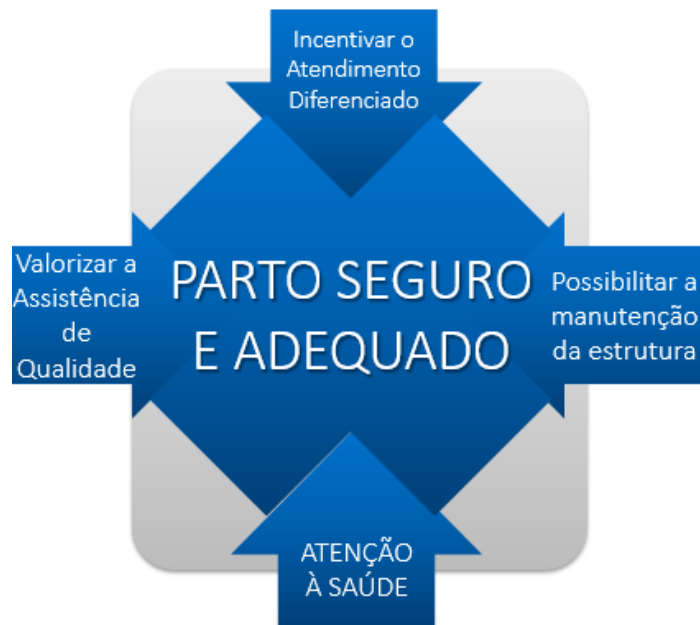 Incentivar o
Atendimento
Diferenciado
Valorizar a
Assistência
de
Qualidade
PARTO SEGURO
E ADEQUADO
Possibilitar a
manutenção
da estrutura
ATENÇÃO
À SAÚDE